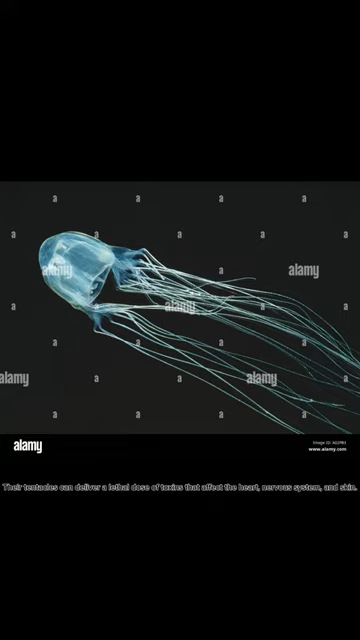 a a a a
a a a
alamy alamy
a alamy a
a a a
alamy a alamy
a a a a
alamy
www.alamy.com
Their tentacles can deliver a lethal dose of toxins that affect the heart, nervous system, and skin.